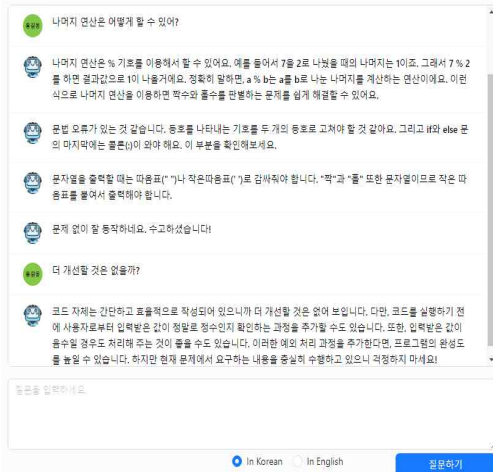 홍길동
나머지 연산은 어떻게 할 수 있어?
나머지 연산은 % 기호를 이용해서 할 수 있어요. 예를 들어서 7을 2로 나눴을 때의 나머지는 1이죠. 그래서 7 % 2
를 하면 결과값으로 1이 나올거에요. 정확히 말하면, a % b는 a를 b로 나눈 나머지를 계산하는 연산이에요. 이런
식으로 나머지 연산을 이용하면 짝수와 홀수를 판별하는 문제를 쉽게 해결할 수 있어요.
문법 오류가 있는 것 같습니다. 등호를 나타내는 기호를 두 개의 등호로 고쳐야 할 것 같아요. 그리고 if와 else 문
의 마지막에는 콜론(:)이 와야 해요. 이 부분을 확인해보세요.
문자열을 출력할 때는 따옴표(" ")나 작은따옴표(' ')로 감싸줘야 합니다. "짝"과 "홀" 또한 문자열이므로 작은 따
옴표를 붙여서 출력해야 합니다.
문제 없이 잘 동작하네요. 수고하셨습니다!
홍길동
더 개선할 것은 없을까?
코드 자체는 간단하고 효율적으로 작성되어 있으니까 더 개선할 것은 없어 보입니다. 다만, 코드를 실행하기 전
에 사용자로부터 입력받은 값이 정말로 정수인지 확인하는 과정을 추가할 수도 있습니다. 또한, 입력받은 값이
음수일 경우도 처리해 주는 것이 좋을 수도 있습니다. 이러한 예외 처리 과정을 추가한다면, 프로그램의 완성도
를 높일 수 있습니다. 하지만 현재 문제에서 요구하는 내용을 충실히 수행하고 있으니 걱정하지 마세요!
질문을 입력하세요
In Korean In English
질문하기